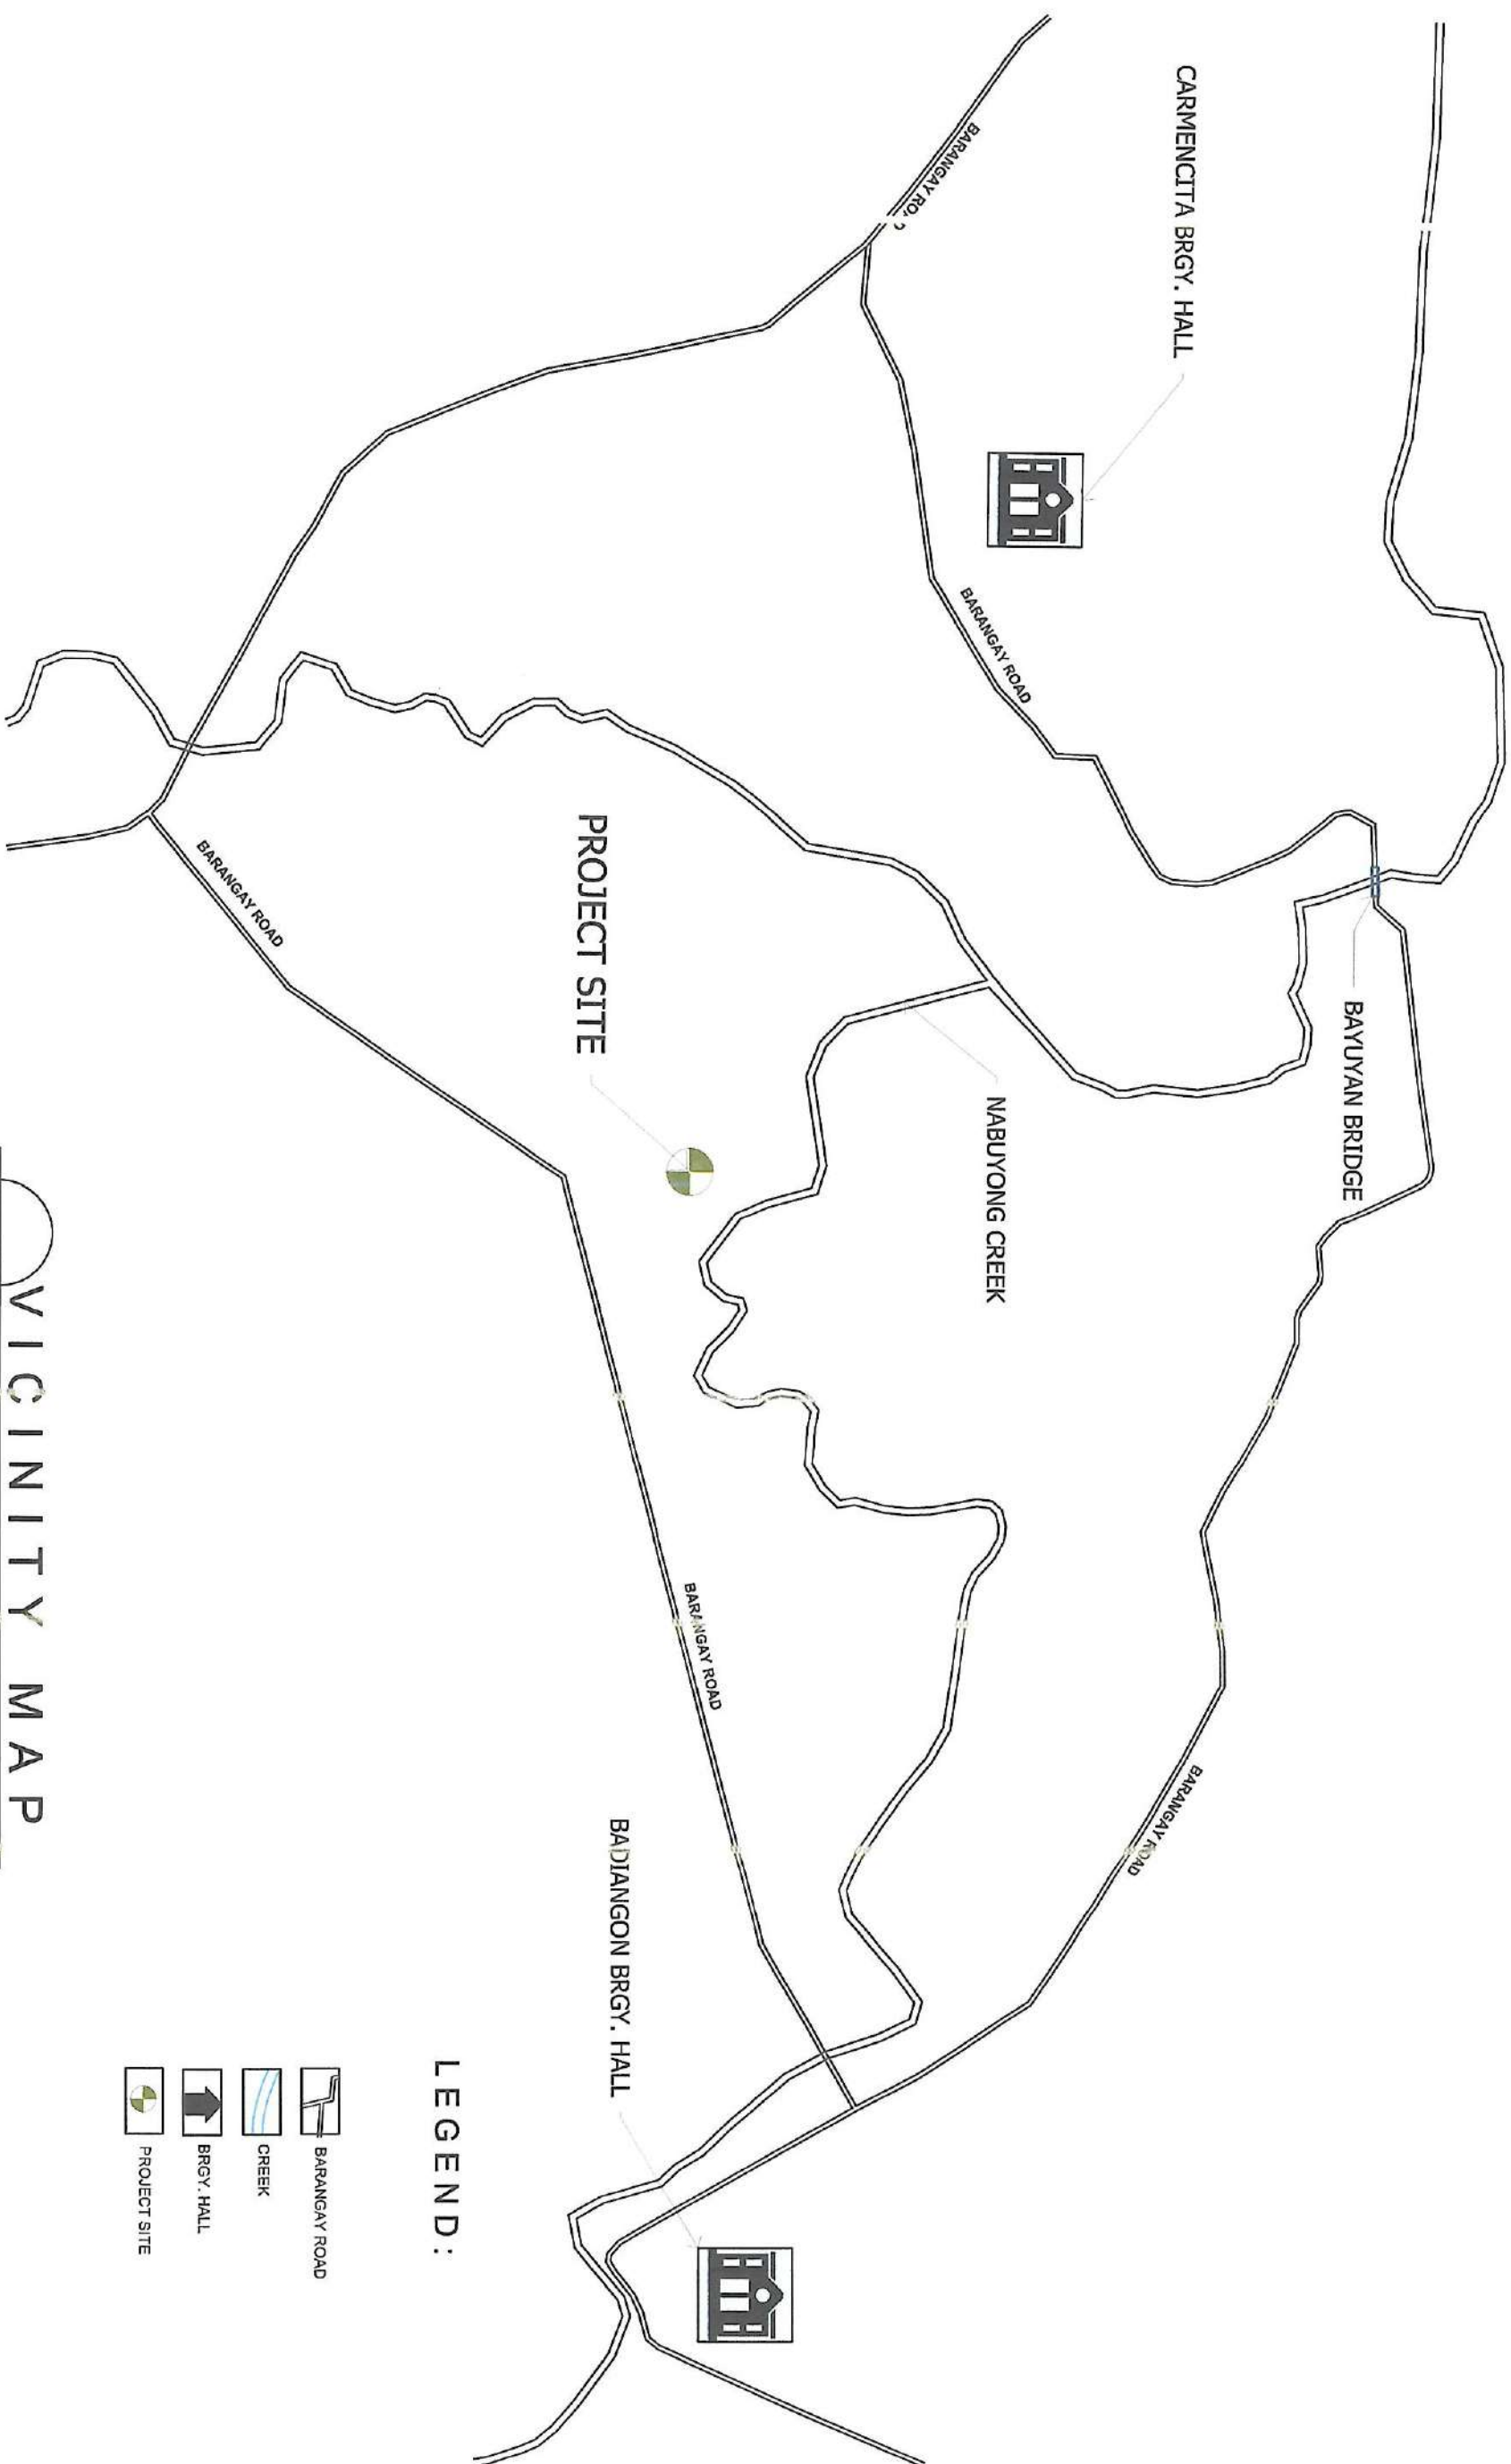 CARMENCITA BRGY. HALL
BAYUYAN BRIDGE
BARANGAY ROAD
BARANGAY ROAD
NABUYONG CREEK
BARANGAY ROAD
PROJECT SITE
BARANGAY ROAD
BADIANGON BRGY. HALL
BARANGAY ROAD
LEGEND:
BARANGAY ROAD
CREEK
BRGY. HALL
PROJECT SITE
VICINITY MAP